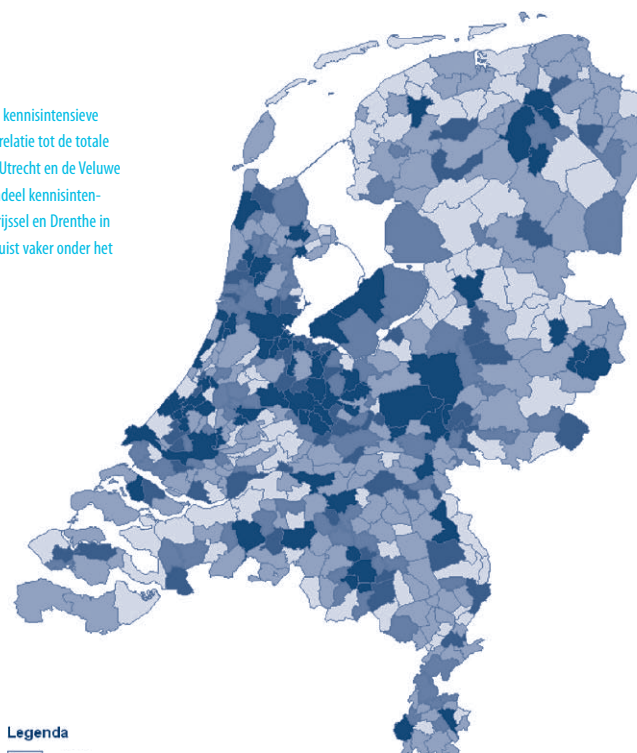 kennisintensieve
relatie tot de totale
Utrecht en de Veluwe
deel kennisinten-
rijssel en Drenthe in
uist vaker onder het
Legenda